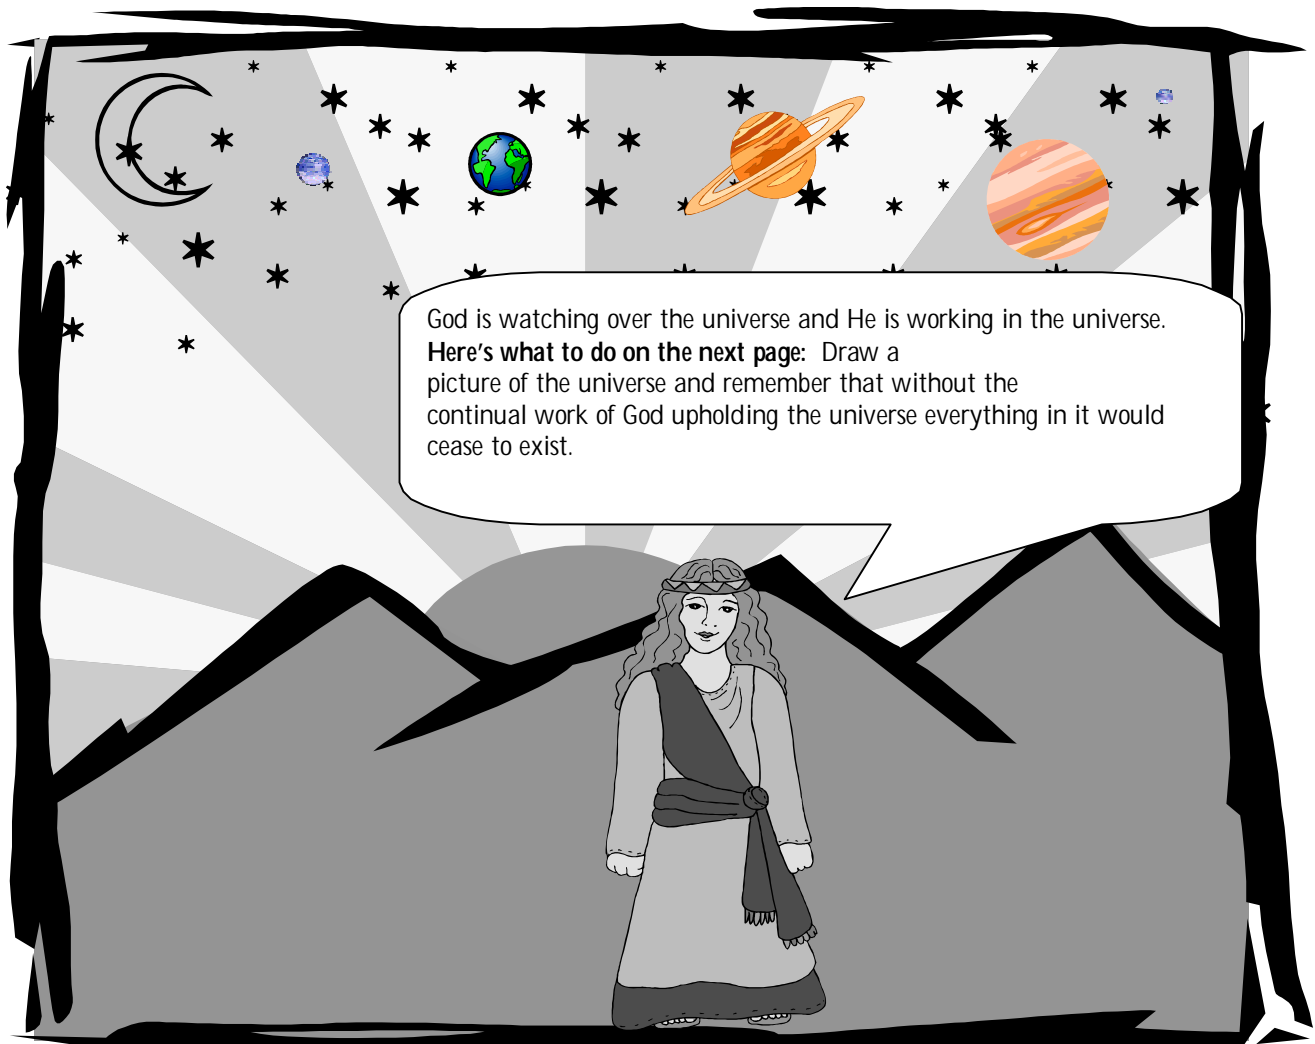 God is watching over the universe and He is working in the universe.
Here's what to do on the next page:  Draw a
picture of the universe and remember that without the
continual work of God upholding the universe everything in it would
cease to exist.